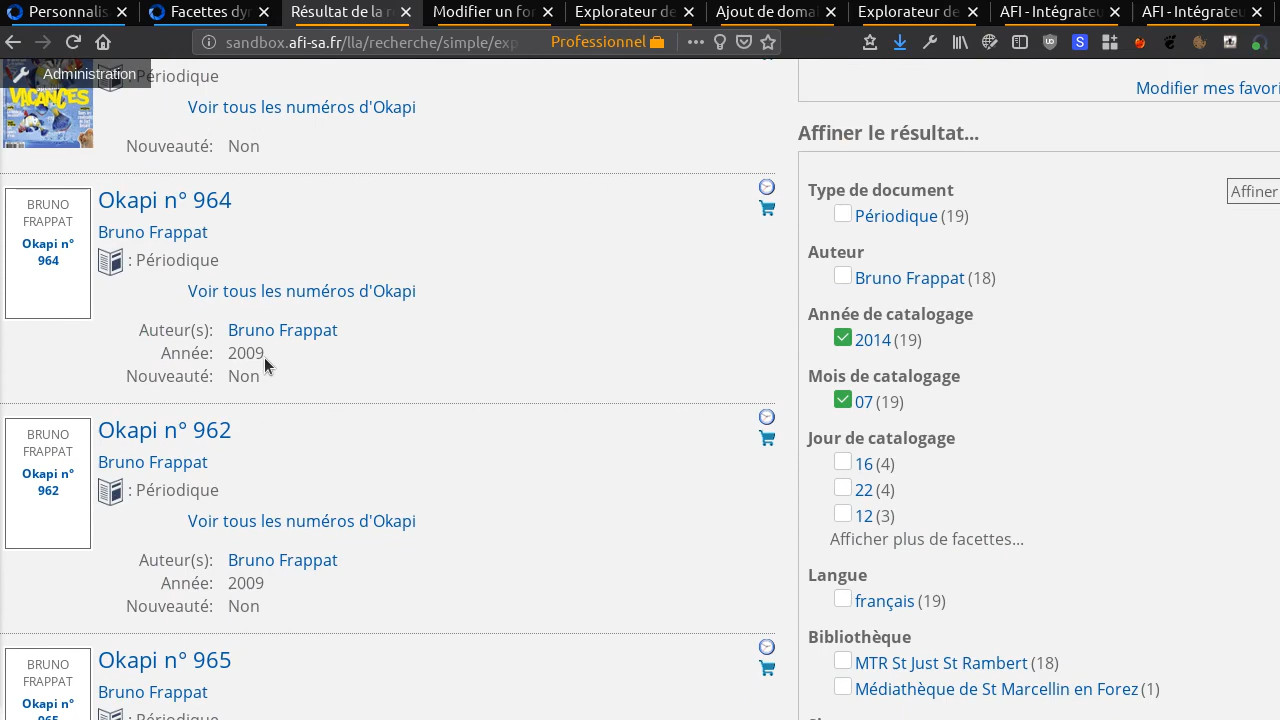 Personnalis
Facettes dy
Résultat de la r
Modifier un fo
Explorateur de
Ajout de doma
Explorateur de
AFI - Intégrateu
AFI - Intégrateu
sandbox.afi-sa.fr/lla/recherche/simple/exp
Professionnel
Administration
: Périodique
VACANCES
Voir tous les numéros d'Okapi
Nouveauté: Non
BRUNO
FRAPPAT
Okapi n°
964
Okapi n° 964
Bruno Frappat
: Périodique
Voir tous les numéros d'Okapi
Auteur(s): Bruno Frappat
Année: 2009
Nouveauté: Non
BRUNO
FRAPPAT
Okapi n°
962
Okapi n° 962
Bruno Frappat
: Périodique
Voir tous les numéros d'Okapi
Auteur(s): Bruno Frappat
Année: 2009
Nouveauté: Non
BRUNO
FRAPPAT
Okapi n°
965
Okapi n° 965
Bruno Frappat
: Périodique
Modifier mes favori
Affiner le résultat...
Affiner
Type de document
Périodique (19)
Auteur
Bruno Frappat (18)
Année de catalogage
2014 (19)
Mois de catalogage
07 (19)
Jour de catalogage
16 (4)
22 (4)
12 (3)
Afficher plus de facettes...
Langue
français (19)
Bibliothèque
MTR St Just St Rambert (18)
Médiathèque de St Marcellin en Forez (1)